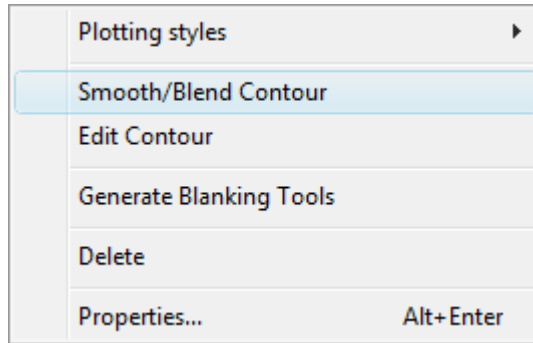 Plotting styles
Smooth/Blend Contour
Edit Contour
Generate Blanking Tools
Delete
Properties... Alt+Enter